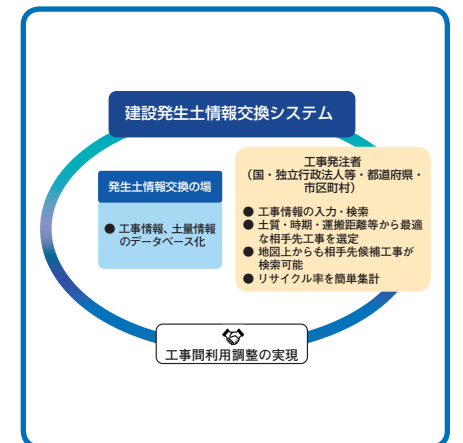 建設発生土情報交換システム
発生土情報交換の場
● 工事情報、土量情報
のデータベース化
工事発注者
（国・独立行政法人等・都道府県・
市区町村）
● 工事情報の入力・検索
● 土質・時期・運搬距離等から最適
な相手先工事を選定
● 地図上からも相手先候補工事が
検索可能
● リサイクル率を簡単集計
工事間利用調整の実現